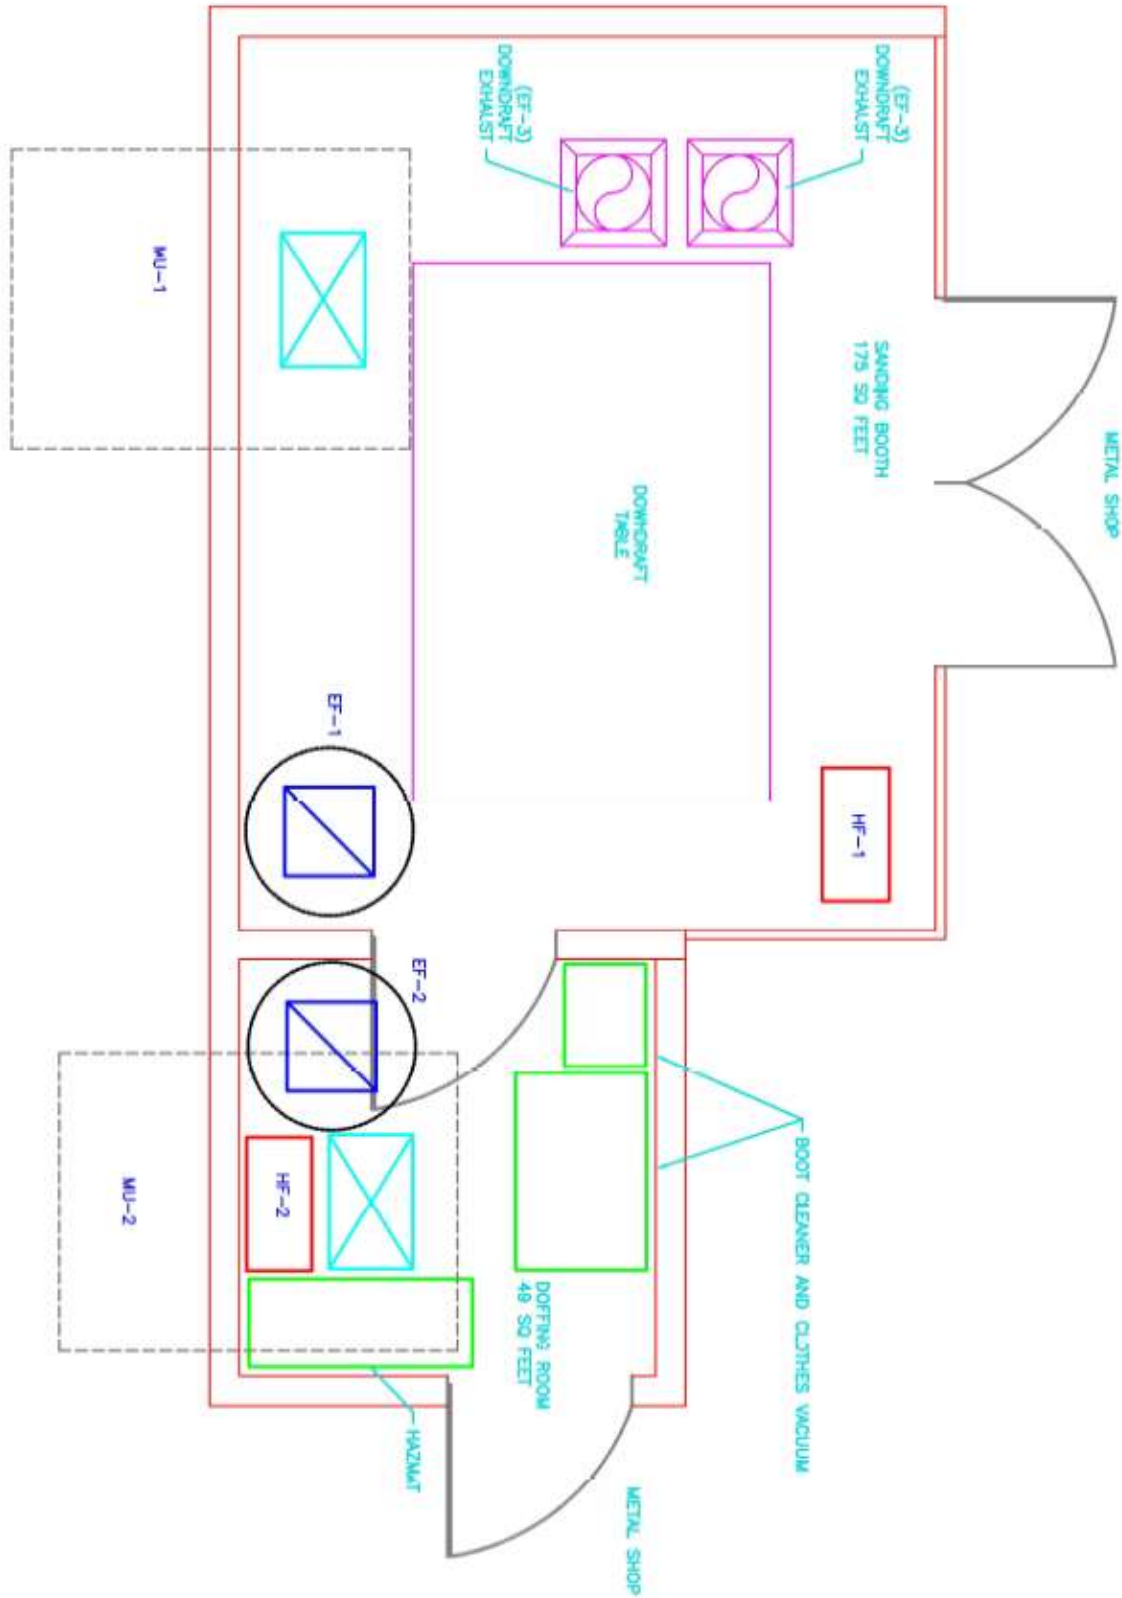 METAL SHOP
(EF-3)
DOWNDRAFT
EXHAUST
SANDING BOOTH
175 SQ FEET
HF-1
BOOT CLEANER AND CLOTHES VACUUM
DOWNDRAFT
TABLE
METAL SHOP
(EF-3)
DOWNDRAFT
EXHAUST
DOFFING ROOM
49 SQ FEET
EF-2
HAZMAT
EF-1
HF-2
MU-1
MU-2